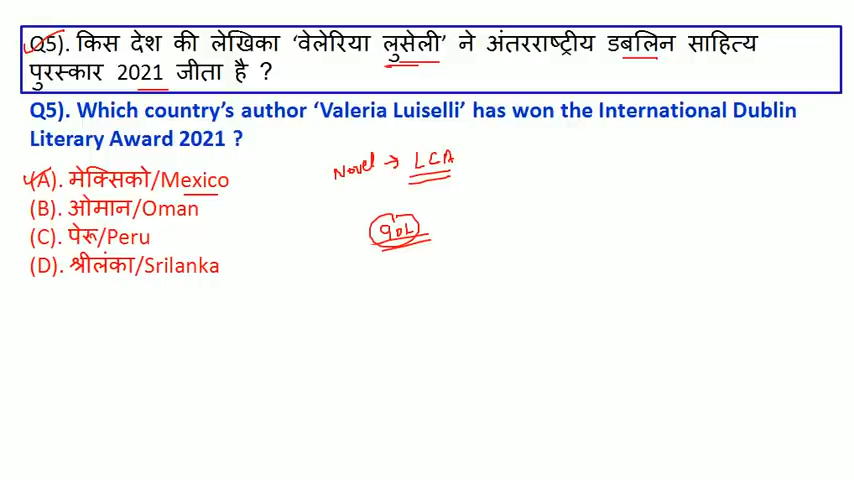 Q5). किस देश की लेखिका ‘वेलेरिया लुसेली’ ने अंतरराष्ट्रीय डबलिन साहित्य
पुरस्कार 2021 जीता है ?
Q5). Which country’s author ‘Valeria Luiselli’ has won the International Dublin
Literary Award 2021 ?
(A). मेक्सिको/Mexico
(B). ओमान/Oman
(C). पेरू/Peru
(D). श्रीलंका/Srilanka
Novel → LCA